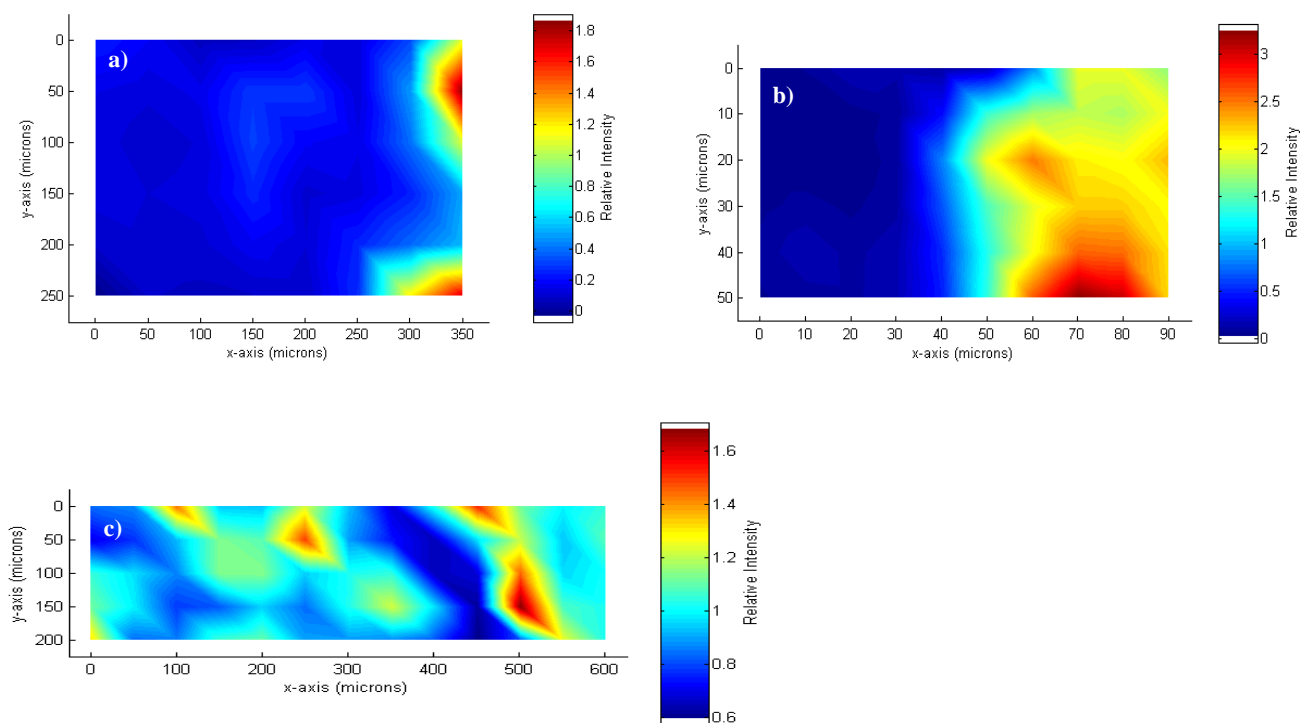 a)
0
50
100
150
200
250
y-axis (microns)
0 50 100 150 200 250 300 350
x-axis (microns)
1.8
1.6
1.4
1.2
1
0.8
0.6
0.4
0.2
0
Relative Intensity
b)
0
10
20
30
40
50
y-axis (microns)
0 10 20 30 40 50 60 70 80 90
x-axis (microns)
3
2.5
2
1.5
1
0.5
0
Relative Intensity
c)
0
50
100
150
200
y-axis (microns)
0 100 200 300 400 500 600
x-axis (microns)
1.6
1.4
1.2
1
0.8
0.6
Relative Intensity